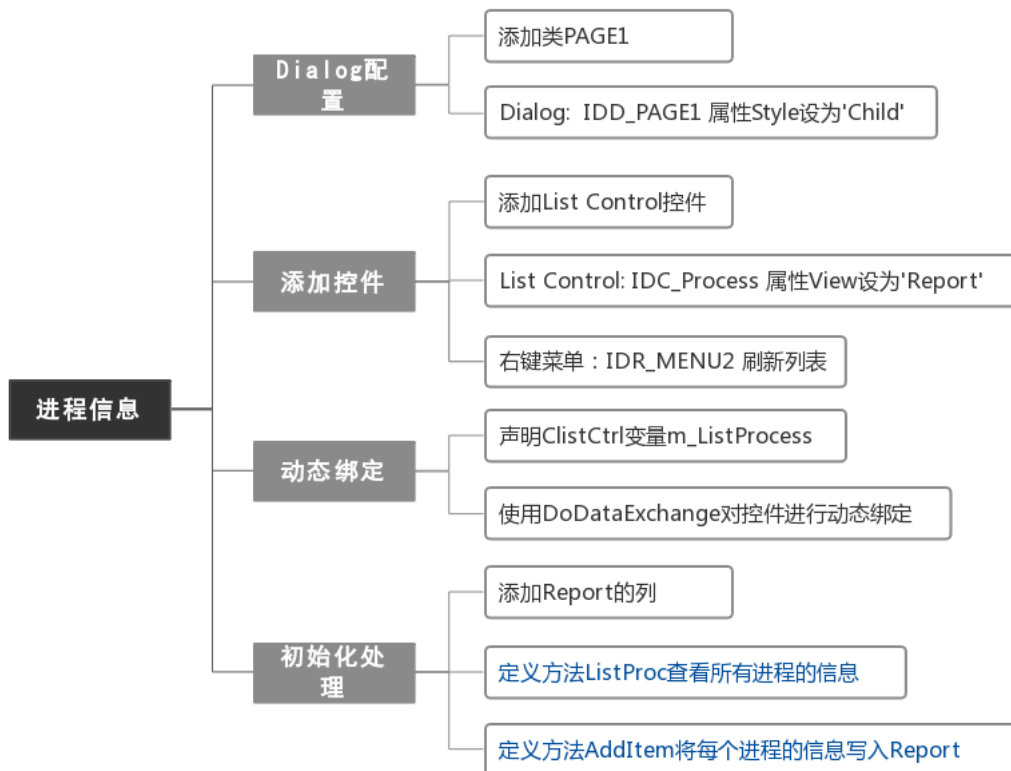 进程信息
Dialog配
置
添加类PAGE1
Dialog: IDD_PAGE1 属性Style设为'Child'
添加控件
添加List Control控件
List Control: IDC_Process 属性View设为'Report'
右键菜单：IDR_MENU2 刷新列表
动态绑定
声明ClistCtrl变量m_ListProcess
使用DoDataExchange对控件进行动态绑定
初始化处
理
添加Report的列
定义方法ListProc查看所有进程的信息
定义方法AddItem将每个进程的信息写入Report